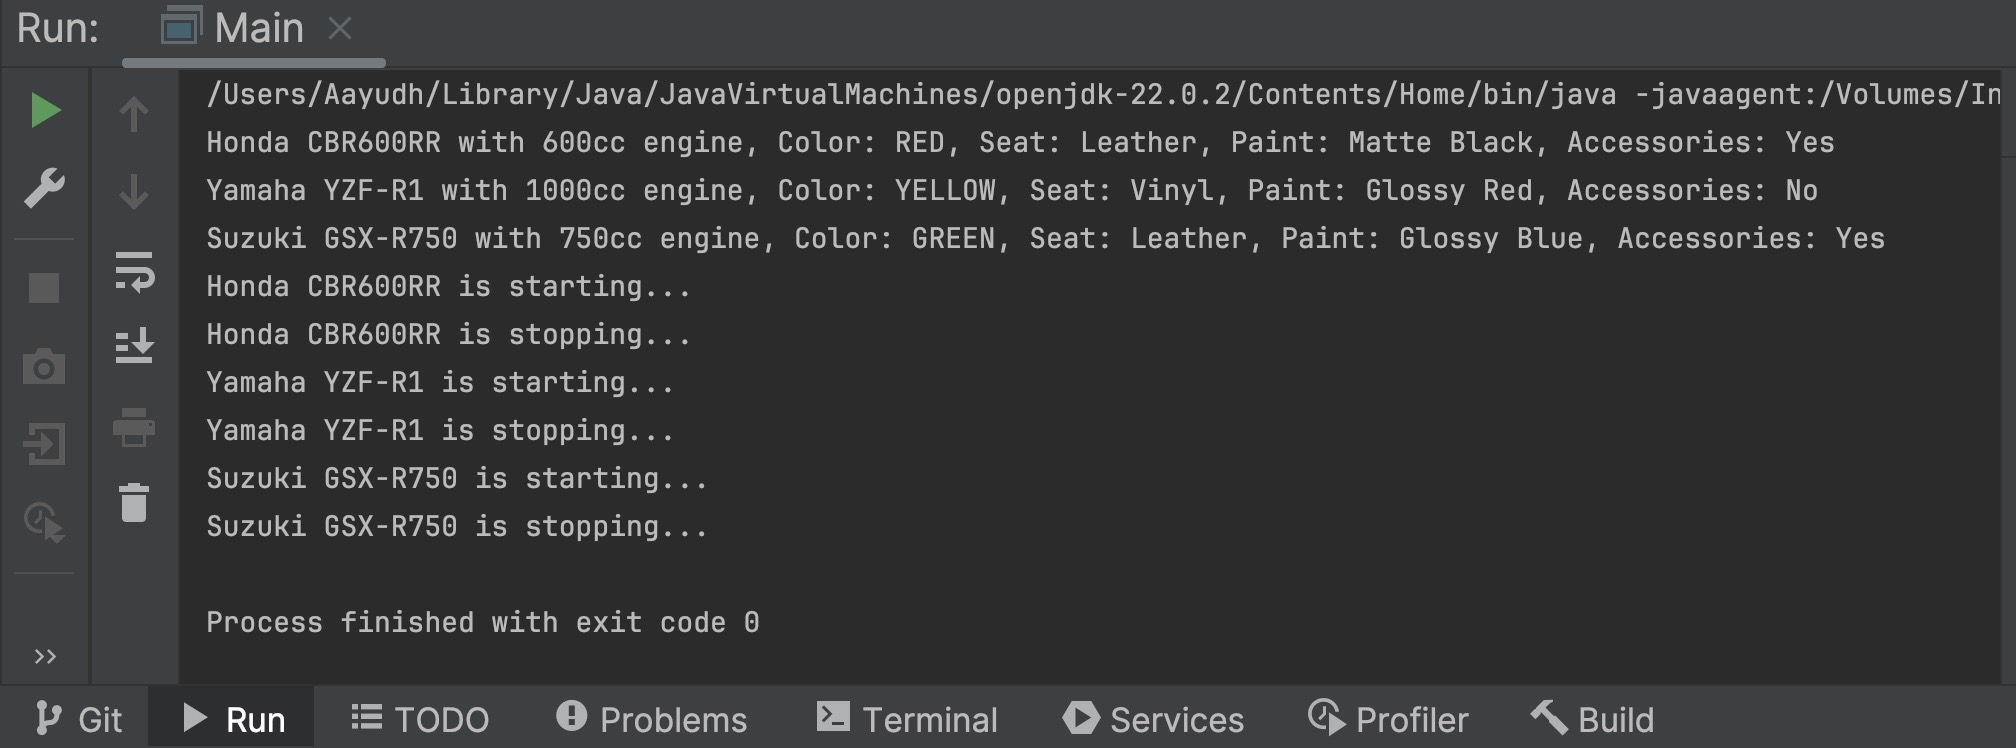 Run: Main
/Users/Aayudh/Library/Java/JavaVirtualMachines/openjdk-22.0.2/Contents/Home/bin/java -javaagent:/Volumes/In
Honda CBR600RR with 600cc engine, Color: RED, Seat: Leather, Paint: Matte Black, Accessories: Yes
Yamaha YZF-R1 with 1000cc engine, Color: YELLOW, Seat: Vinyl, Paint: Glossy Red, Accessories: No
Suzuki GSX-R750 with 750cc engine, Color: GREEN, Seat: Leather, Paint: Glossy Blue, Accessories: Yes
Honda CBR600RR is starting...
Honda CBR600RR is stopping...
Yamaha YZF-R1 is starting...
Yamaha YZF-R1 is stopping...
Suzuki GSX-R750 is starting...
Suzuki GSX-R750 is stopping...
Process finished with exit code 0
Git Run TODO Problems Terminal Services Profiler Build